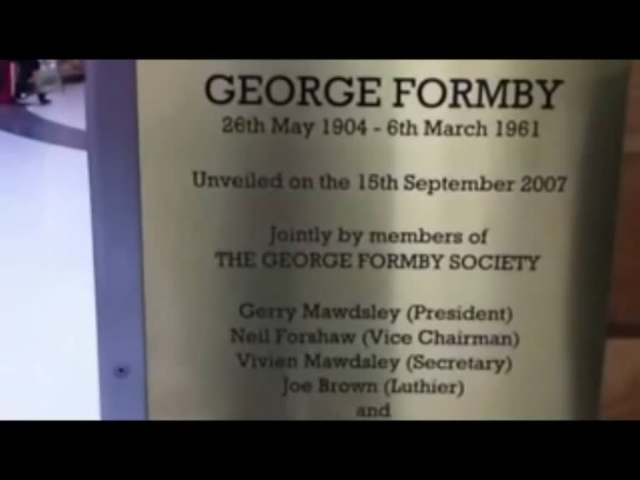 GEORGE FORMBY
26th May 1904 - 6th March 1961
Unveiled on the 15th September 2007
Jointly by members of
THE GEORGE FORMBY SOCIETY
Gerry Mawdsley (President)
Neil Forshaw (Vice Chairman)
Vivien Mawdsley (Secretary)
Joe Brown (Luthier)
and